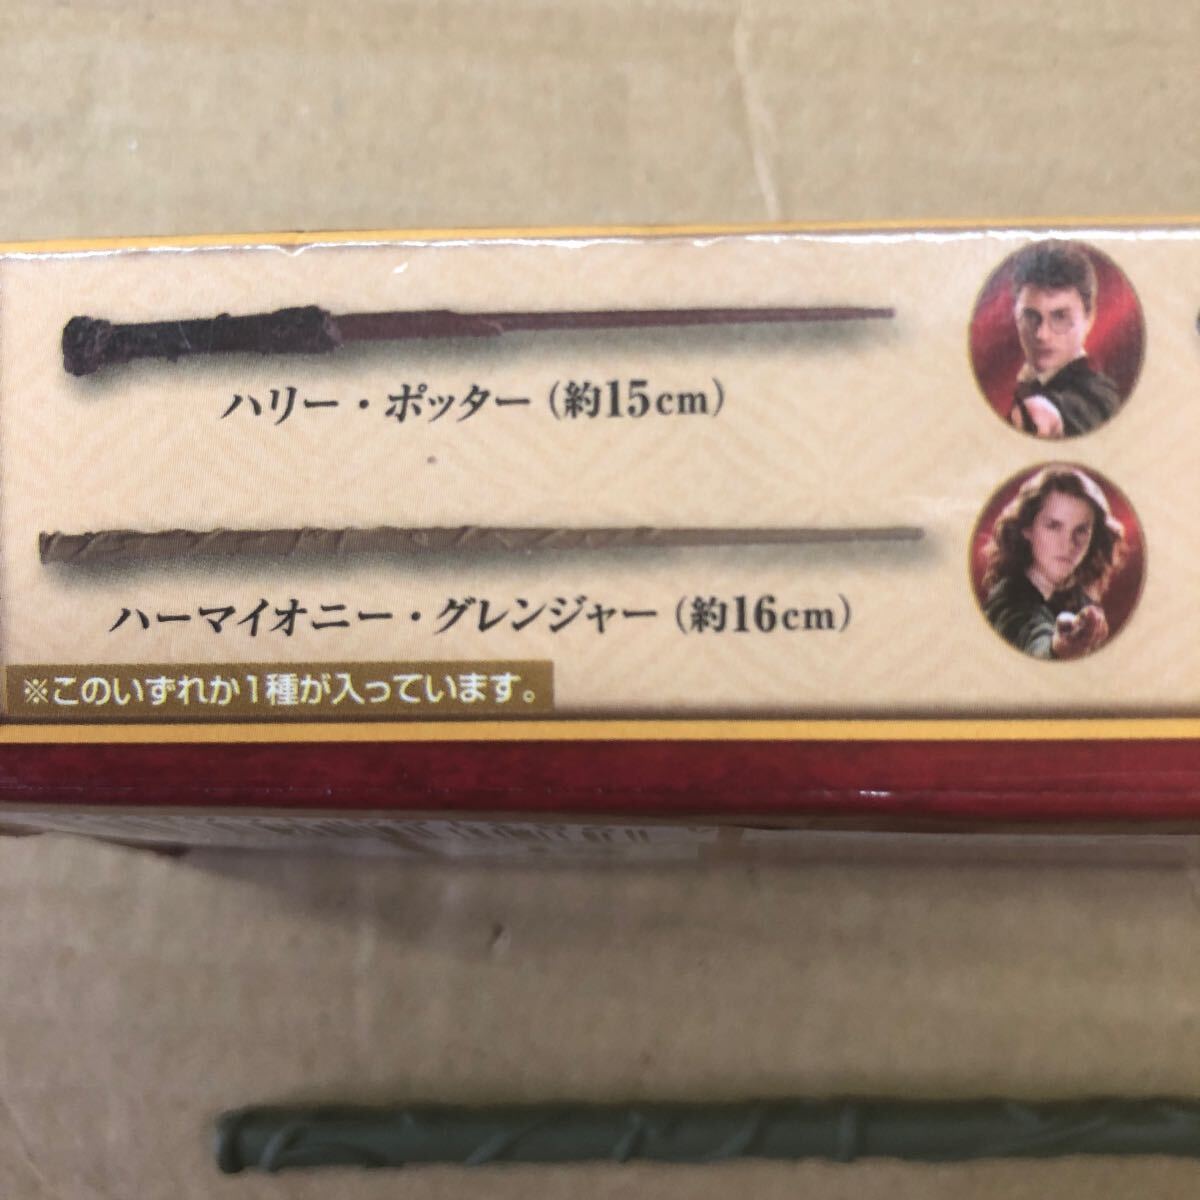 ハリー・ポッター（約15cm）
ハーマイオニー・グレンジャー（約16cm）
※このいずれか1種が入っています。